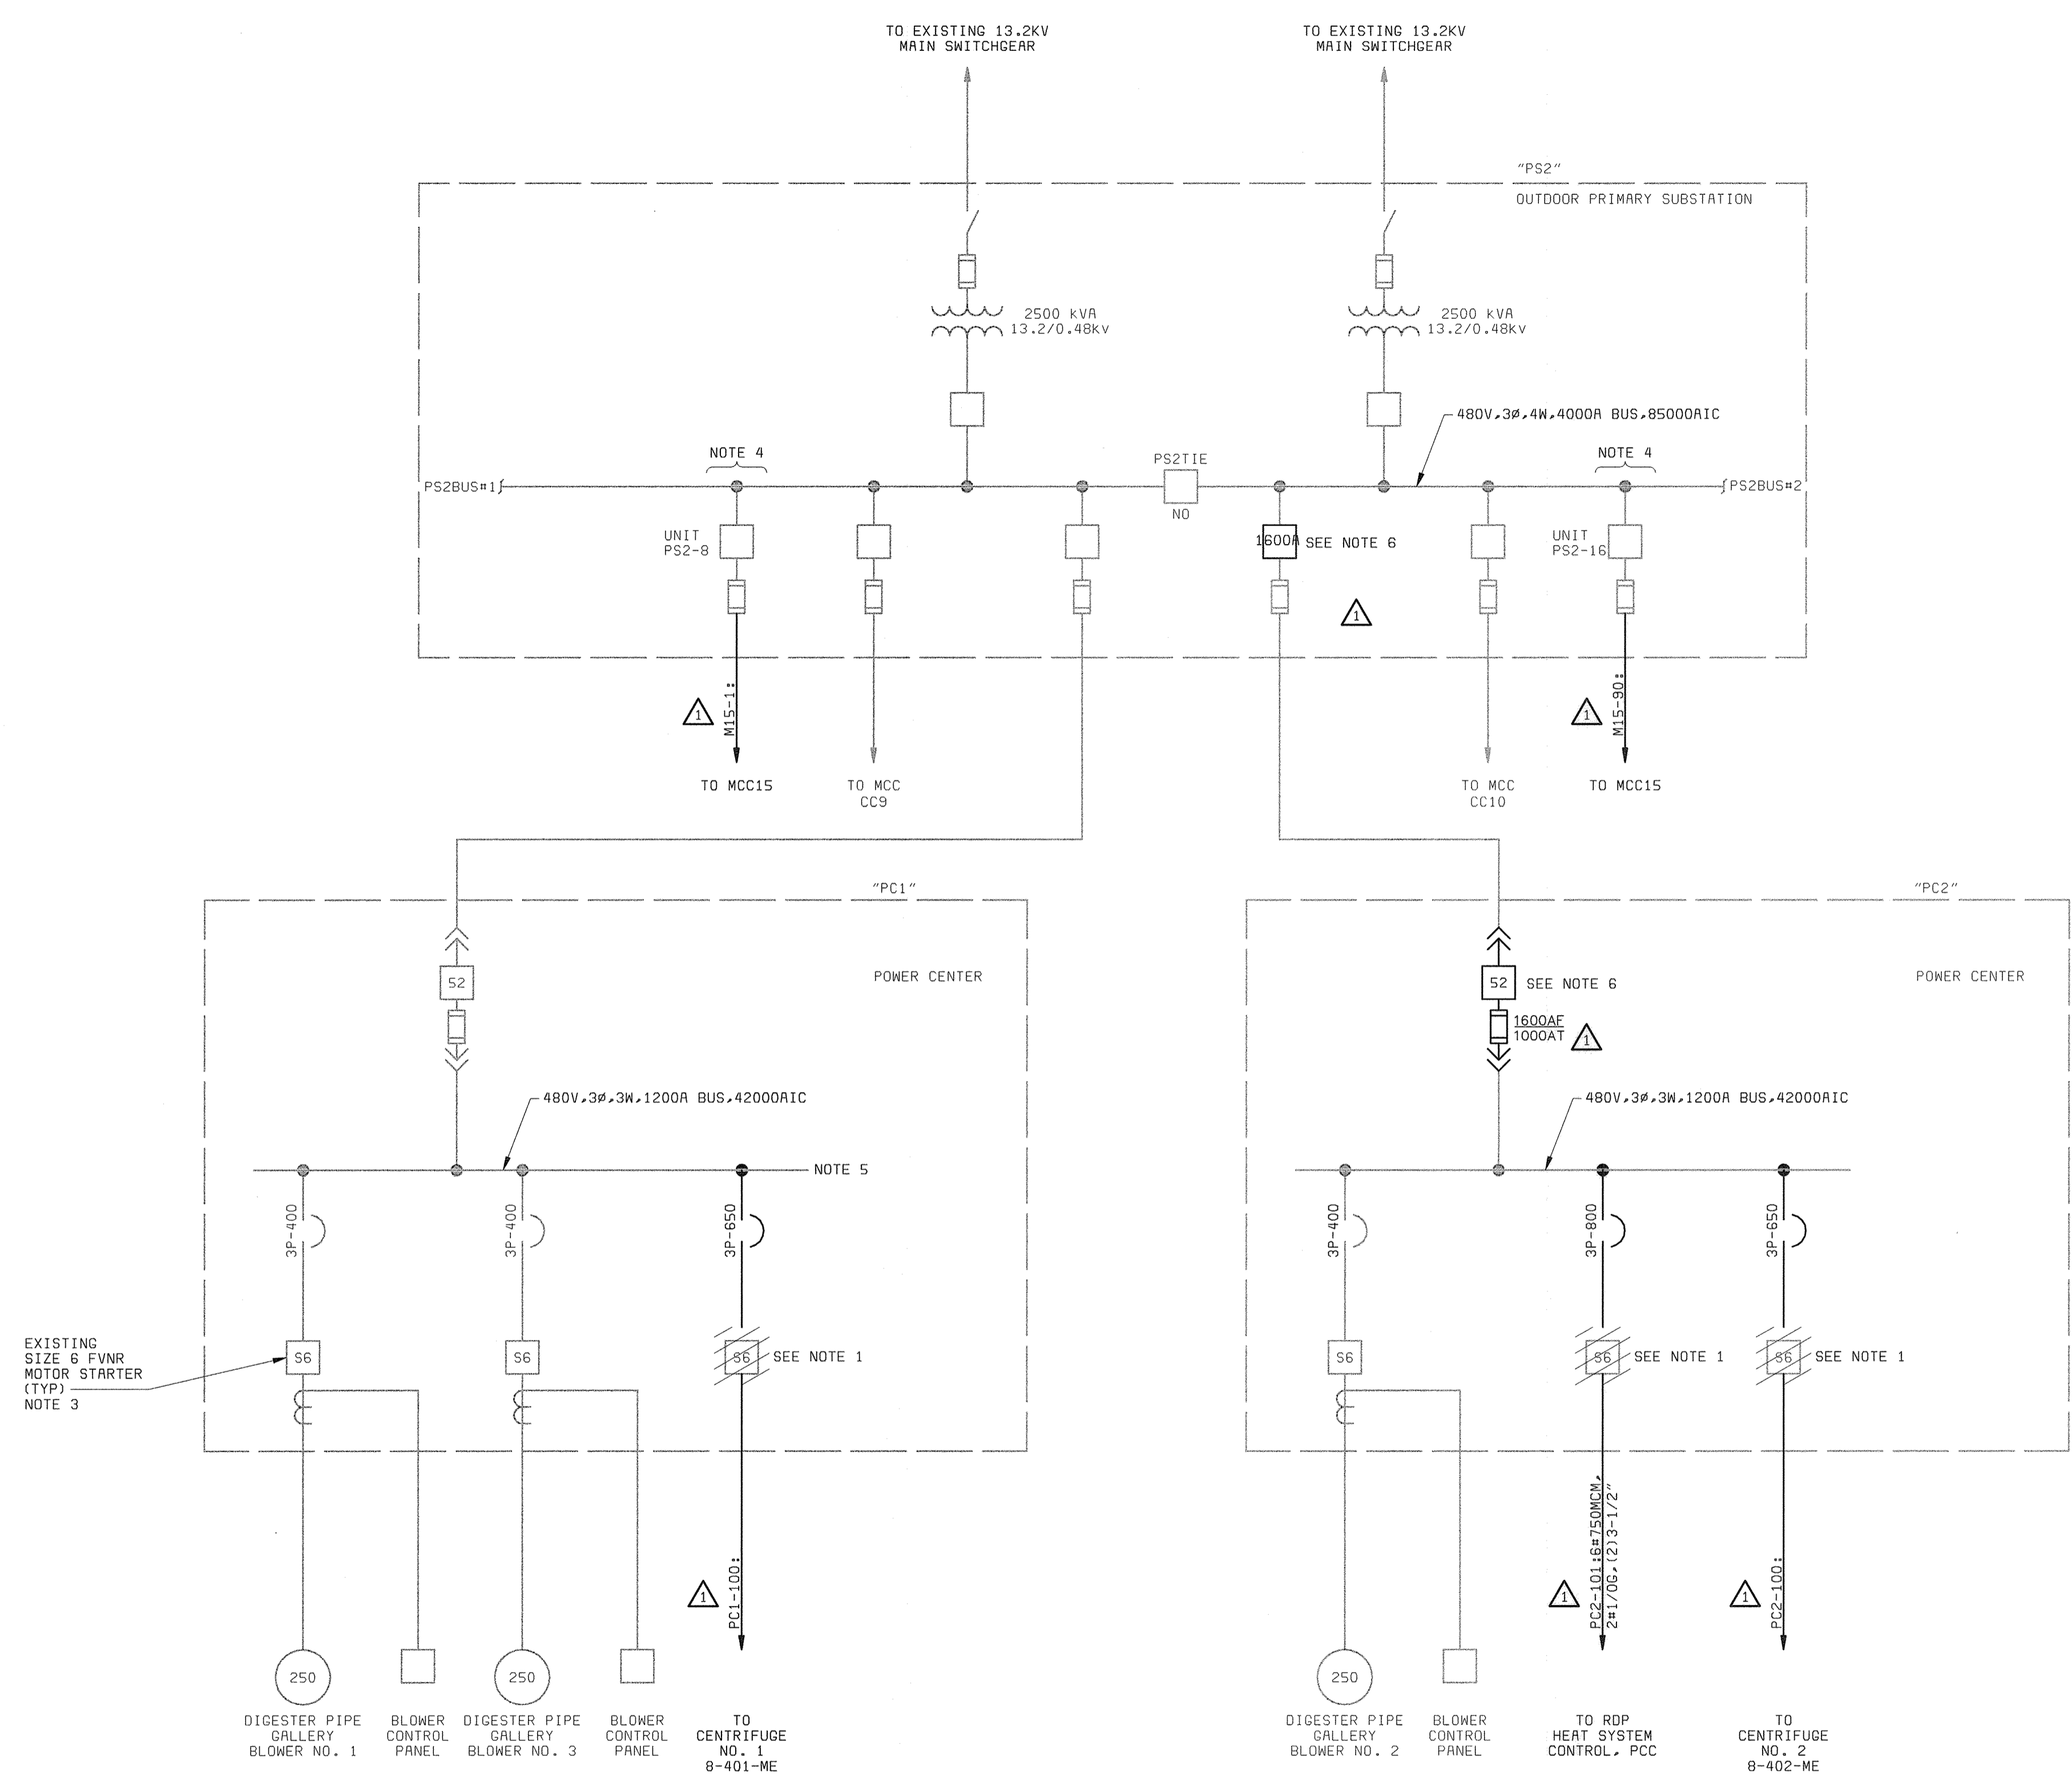 TO EXISTING 13.2KV
MAIN SWITCHGEAR
TO EXISTING 13.2KV
MAIN SWITCHGEAR
"PS2"
OUTDOOR PRIMARY SUBSTATION
2500 KVA
13.2/0.48Kv
2500 KVA
13.2/0.48Kv
480V,3Ø,4W,4000A BUS,85000AIC
NOTE 4
PS2TIE
NOTE 4
PS2BUS#1
PS2BUS#2
NO
UNIT
PS2-8
1600A
SEE NOTE 6
UNIT
PS2-16
1
1
M15-1:
1
M15-90:
TO MCC15
TO MCC
CC9
TO MCC
CC10
TO MCC15
"PC1"
"PC2"
52
POWER CENTER
52
SEE NOTE 6
POWER CENTER
1600AF
1000AT
1
480V,3Ø,3W,1200A BUS,42000AIC
480V,3Ø,3W,1200A BUS,42000AIC
NOTE 5
3P-400
3P-400
3P-650
3P-400
3P-800
3P-650
EXISTING
SIZE 6 FVNR
MOTOR STARTER
(TYP)
NOTE 3
S6
S6
S6
SEE NOTE 1
S6
S6
SEE NOTE 1
S6
SEE NOTE 1
1
PC1-100:
1
PC2-101:6#750MCM,
2#1/0G,(2)3-1/2"
1
PC2-100:
250
250
250
DIGESTER PIPE
GALLERY
BLOWER NO. 1
BLOWER
CONTROL
PANEL
DIGESTER PIPE
GALLERY
BLOWER NO. 3
BLOWER
CONTROL
PANEL
TO
CENTRIFUGE
NO. 1
8-401-ME
DIGESTER PIPE
GALLERY
BLOWER NO. 2
BLOWER
CONTROL
PANEL
TO RDP
HEAT SYSTEM
CONTROL, PCC
TO
CENTRIFUGE
NO. 2
8-402-ME